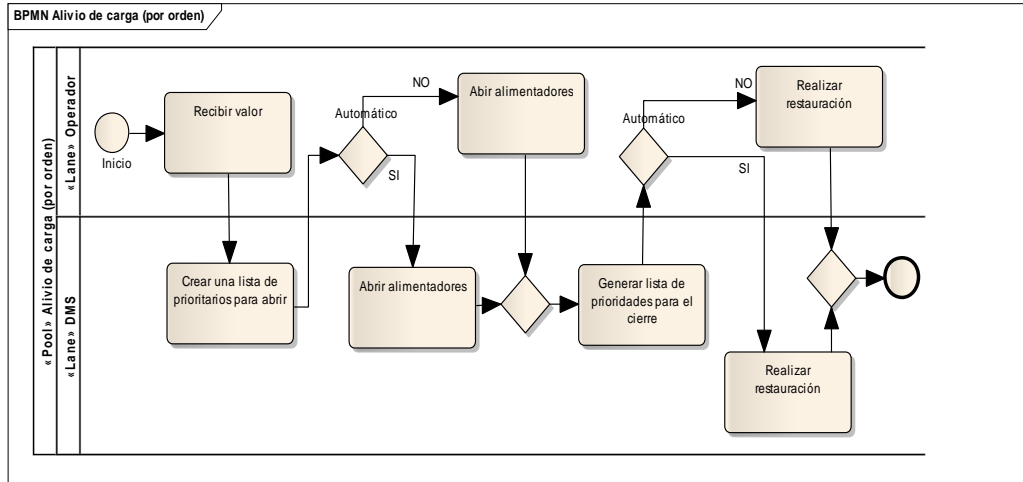 BPMN Alivio de carga (por orden)
«Pool» Alivio de carga (por orden)
«Lane» Operador
«Lane» DMS
Inicio
Recibir valor
Crear una lista de
prioritarios para abrir
Automático
NO
SI
Abir alimentadores
Abrir alimentadores
Generar lista de
prioridades para el
cierre
Automático
NO
SI
Realizar
restauración
Realizar
restauración